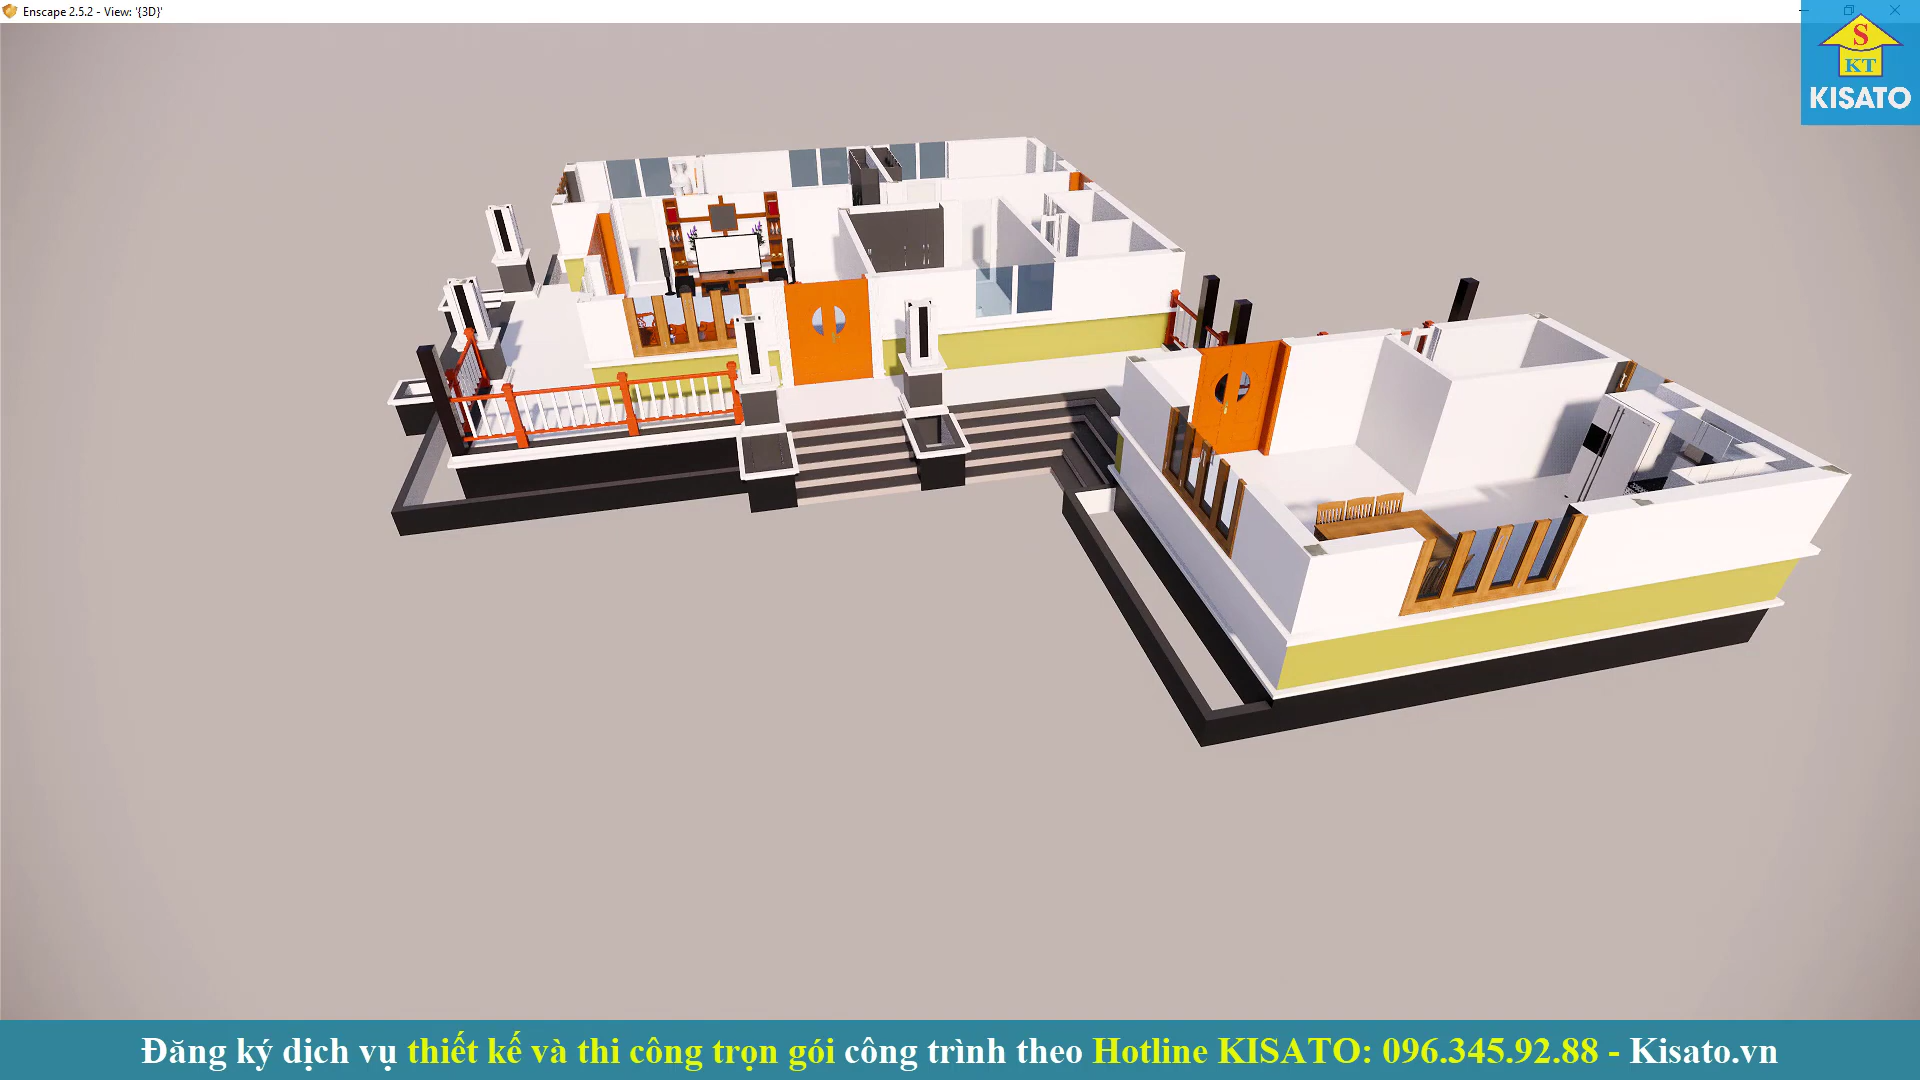 Enscape 2.5.2 - View: '{3D}'
S
KT
KISATO
Đăng ký dịch vụ thiết kế và thi công trọn gói công trình theo Hotline KISATO: 096.345.92.88 - Kisato.vn